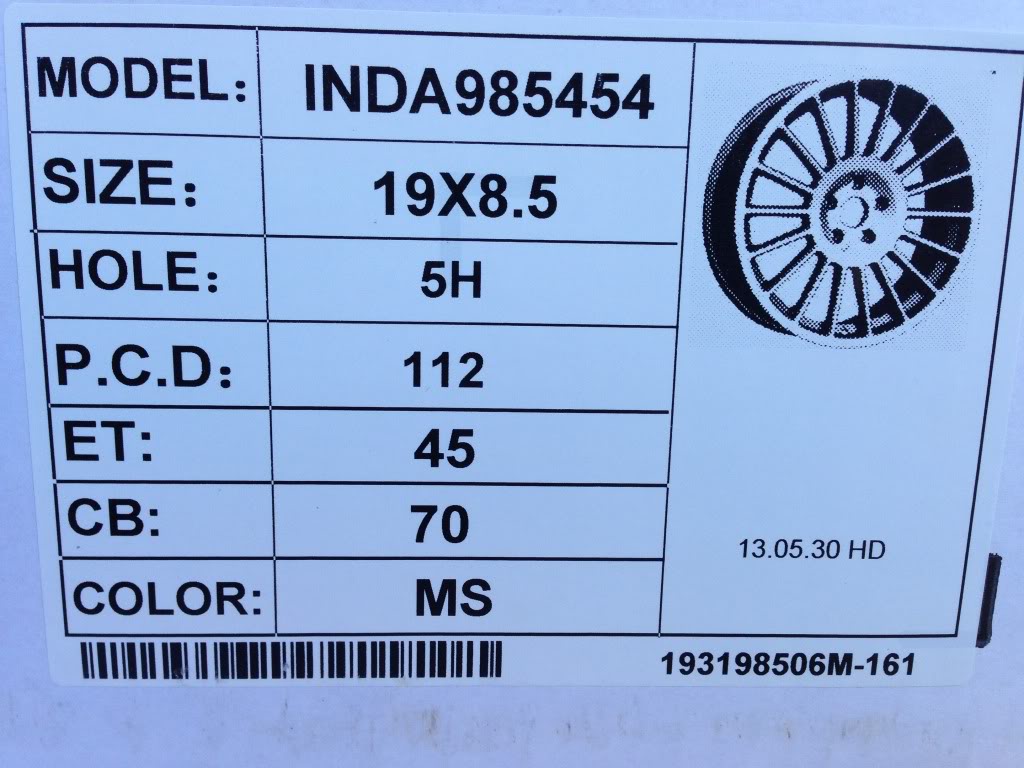 MODEL: INDA985454
SIZE: 19X8.5
HOLE: 5H
P.C.D: 112
ET: 45
CB: 70
COLOR: MS
13.05.30 HD
193198506M-161